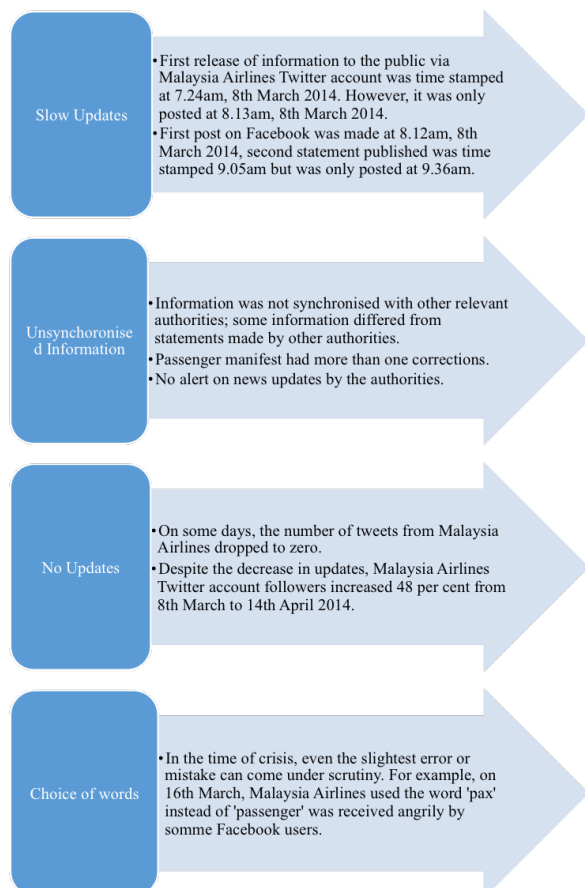 Slow Updates
•First release of information to the public via
Malaysia Airlines Twitter account was time stamped
at 7.24am, 8th March 2014. However, it was only
posted at 8.13am, 8th March 2014.
•First post on Facebook was made at 8.12am, 8th
March 2014, second statement published was time
stamped 9.05am but was only posted at 9.36am.
Unsynchoronise
d Information
•Information was not synchronised with other relevant
authorities; some information differed from
statements made by other authorities.
•Passenger manifest had more than one corrections.
•No alert on news updates by the authorities.
No Updates
•On some days, the number of tweets from Malaysia
Airlines dropped to zero.
•Despite the decrease in updates, Malaysia Airlines
Twitter account followers increased 48 per cent from
8th March to 14th April 2014.
Choice of words
•In the time of crisis, even the slightest error or
mistake can come under scrutiny. For example, on
16th March, Malaysia Airlines used the word 'pax'
instead of 'passenger' was received angrily by
somme Facebook users.